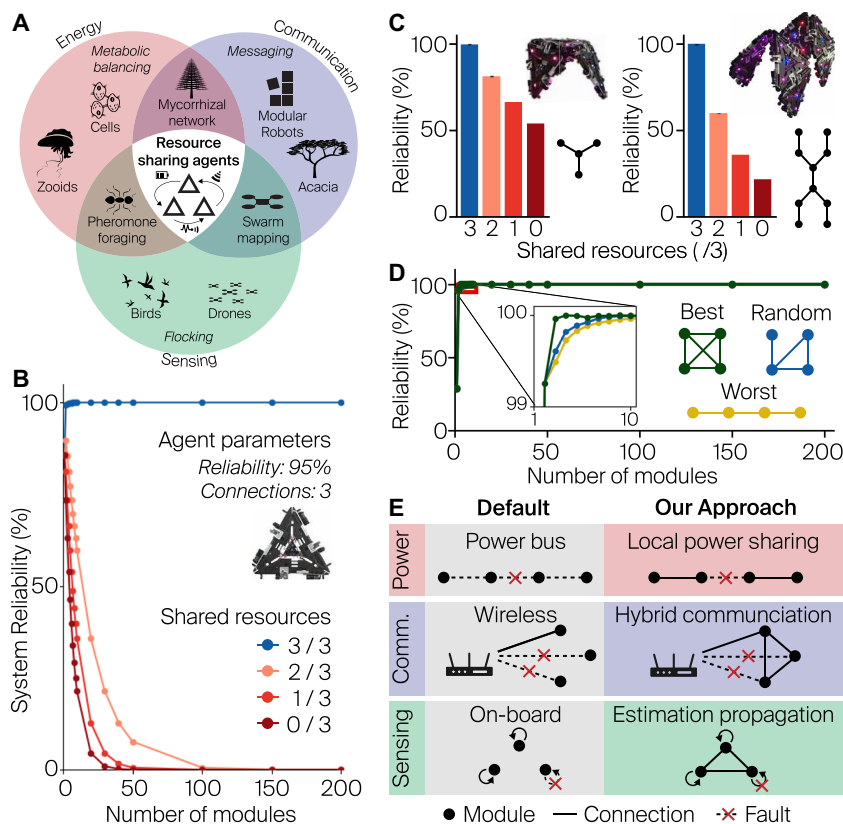 A
Energy
Communication
Metabolic
balancing
Messaging
Cells
Mycorrhizal
network
Modular
Robots
Resource
sharing agents
Zooids
Acacia
Pheromone
foraging
Swarm
mapping
Birds
Drones
Flocking
Sensing
B
System Reliability (%)
100
50
0
Agent parameters
Reliability: 95%
Connections: 3
Shared resources
3 / 3
2 / 3
1 / 3
0 / 3
0 50 100 150 200
Number of modules
C
Reliability (%)
100
50
0
3 2 1 0
Reliability (%)
100
50
0
3 2 1 0
Shared resources ( /3)
D
Reliability (%)
100
50
0
100
99
1 10
Best
Random
Worst
0 50 100 150 200
Number of modules
E
Default
Our Approach
Power
Power bus
Local power sharing
Comm.
Wireless
Hybrid communciation
Sensing
On-board
Estimation propagation
Module
Connection
Fault